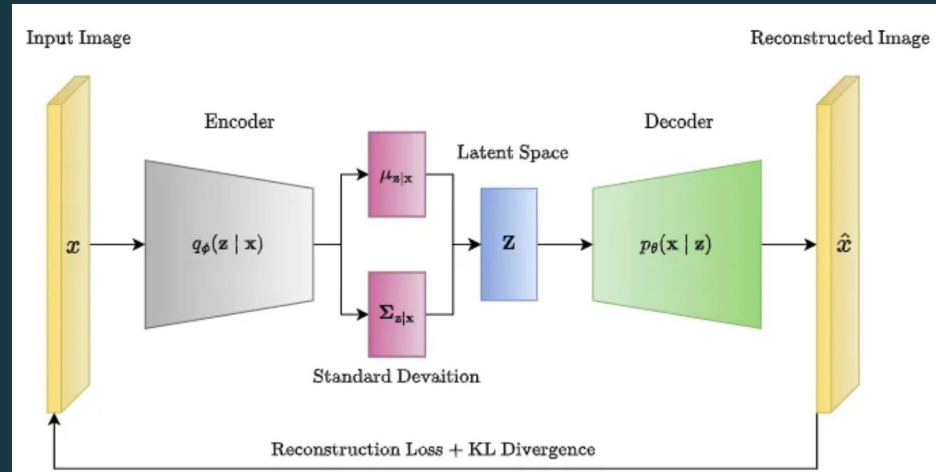 Input Image
Reconstructed Image
Encoder
Decoder
Latent Space
μz|x
x
qϕ(z | x)
Z
pθ(x | z)
x̂
Σz|x
Standard Devaition
Reconstruction Loss + KL Divergence